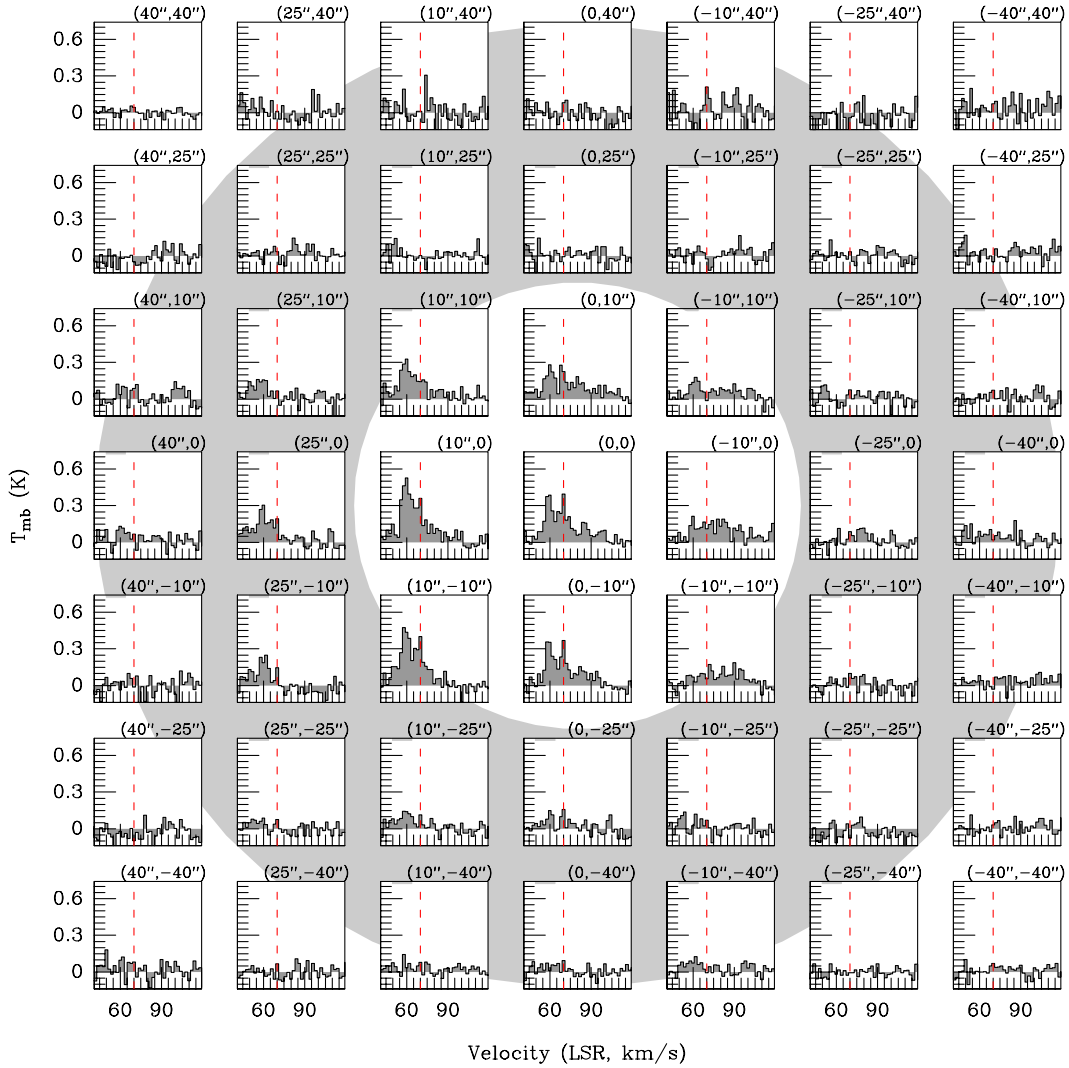 (40″,40″) (25″,40″) (10″,40″) (0,40″) (−10″,40″) (−25″,40″) (−40″,40″)
0.6
0.3
0
(40″,25″) (25″,25″) (10″,25″) (0,25″) (−10″,25″) (−25″,25″) (−40″,25″)
0.6
0.3
0
(40″,10″) (25″,10″) (10″,10″) (0,10″) (−10″,10″) (−25″,10″) (−40″,10″)
0.6
0.3
0
(40″,0) (25″,0) (10″,0) (0,0) (−10″,0) (−25″,0) (−40″,0)
0.6
0.3
0
Tmb (K)
(40″,−10″) (25″,−10″) (10″,−10″) (0,−10″) (−10″,−10″) (−25″,−10″) (−40″,−10″)
0.6
0.3
0
(40″,−25″) (25″,−25″) (10″,−25″) (0,−25″) (−10″,−25″) (−25″,−25″) (−40″,−25″)
0.6
0.3
0
(40″,−40″) (25″,−40″) (10″,−40″) (0,−40″) (−10″,−40″) (−25″,−40″) (−40″,−40″)
0.6
0.3
0
60 90 60 90 60 90 60 90 60 90 60 90 60 90
Velocity (LSR, km/s)